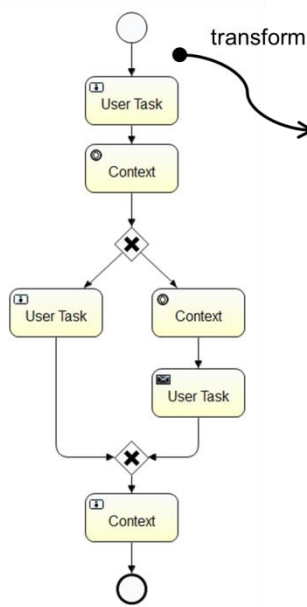 transform
User Task
Context
User Task
Context
User Task
Context